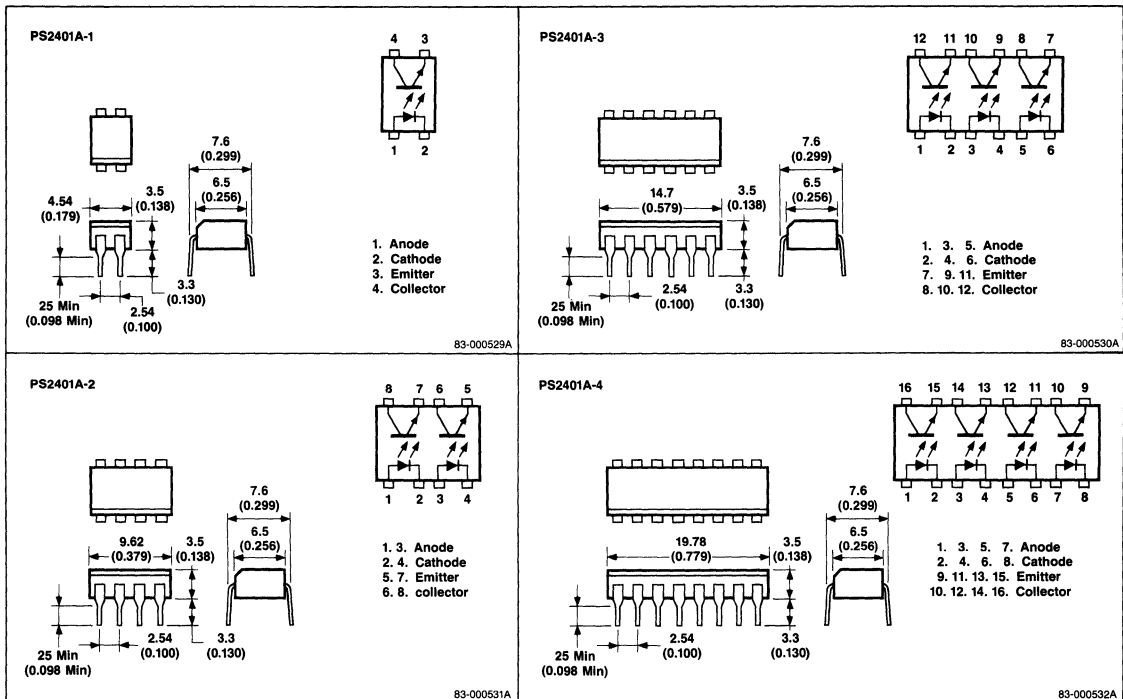 PS2401A-1
4 3
1 2
7.6
(0.299)
6.5
(0.256)
4.54
(0.179)
3.5
(0.138)
3.3
(0.130)
2.54
(0.100)
25 Min
(0.098 Min)
1. Anode
2. Cathode
3. Emitter
4. Collector
83-000529A
PS2401A-3
12 11 10 9 8 7
1 2 3 4 5 6
7.6
(0.299)
6.5
(0.256)
14.7
(0.579)
3.5
(0.138)
3.3
(0.130)
2.54
(0.100)
25 Min
(0.098 Min)
1. 3. 5. Anode
2. 4. 6. Cathode
7. 9. 11. Emitter
8. 10. 12. Collector
83-000530A
PS2401A-2
8 7 6 5
1 2 3 4
7.6
(0.299)
6.5
(0.256)
9.62
(0.379)
3.5
(0.138)
3.3
(0.130)
2.54
(0.100)
25 Min
(0.098 Min)
1. 3. Anode
2. 4. Cathode
5. 7. Emitter
6. 8. collector
83-000531A
PS2401A-4
16 15 14 13 12 11 10 9
1 2 3 4 5 6 7 8
7.6
(0.299)
6.5
(0.256)
19.78
(0.779)
3.5
(0.138)
3.3
(0.130)
2.54
(0.100)
25 Min
(0.098 Min)
1. 3. 5. 7. Anode
2. 4. 6. 8. Cathode
9. 11. 13. 15. Emitter
10. 12. 14. 16. Collector
83-000532A